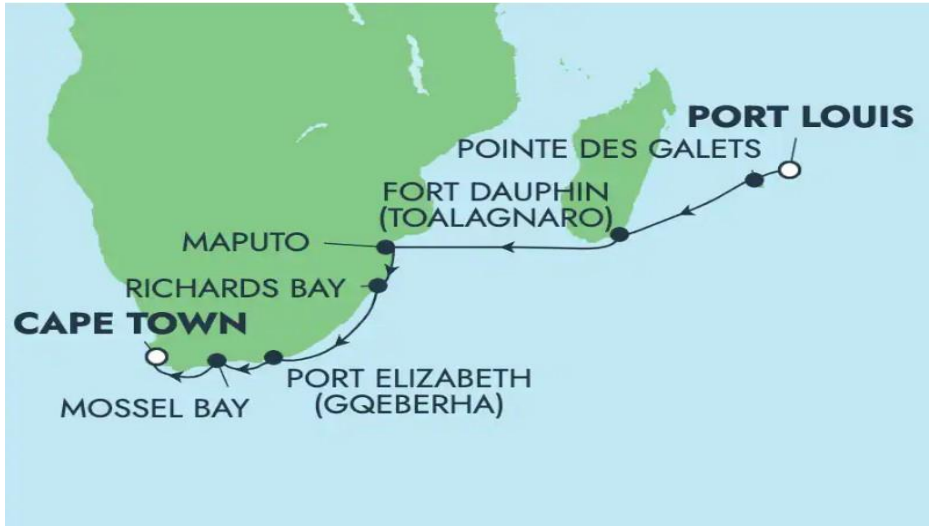 PORT LOUIS
POINTE DES GALETS
FORT DAUPHIN
(TOALAGNARO)
MAPUTO
RICHARDS BAY
CAPE TOWN
PORT ELIZABETH
(GQEBERHA)
MOSSEL BAY